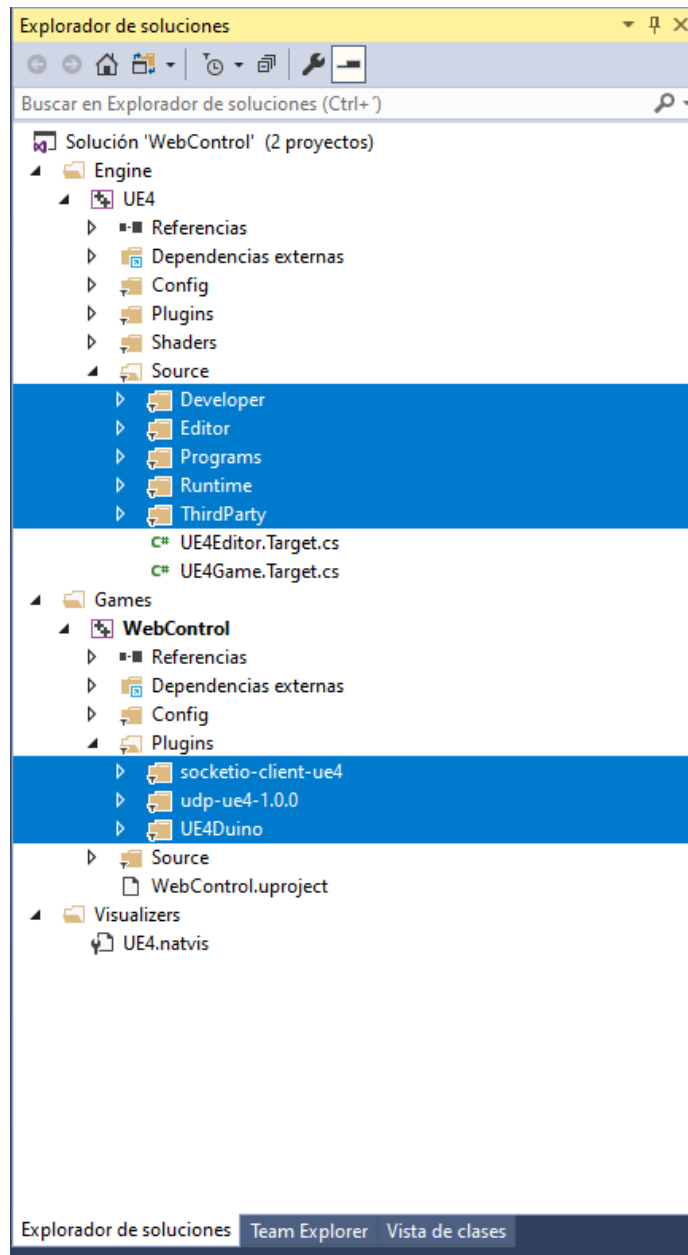 Explorador de soluciones
Buscar en Explorador de soluciones (Ctrl+´)
Solución 'WebControl' (2 proyectos)
Engine
UE4
Referencias
Dependencias externas
Config
Plugins
Shaders
Source
Developer
Editor
Programs
Runtime
ThirdParty
C# UE4Editor.Target.cs
C# UE4Game.Target.cs
Games
WebControl
Referencias
Dependencias externas
Config
Plugins
socketio-client-ue4
udp-ue4-1.0.0
UE4Duino
Source
WebControl.uproject
Visualizers
UE4.natvis
Explorador de soluciones Team Explorer Vista de clases